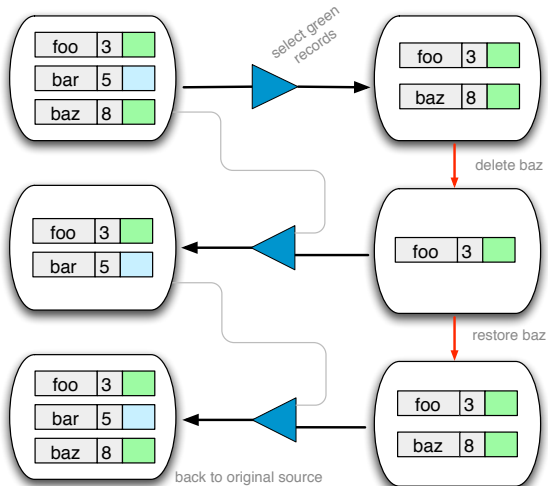 foo 3
bar 5
baz 8
select green
records
foo 3
baz 8
delete baz
foo 3
bar 5
foo 3
restore baz
foo 3
bar 5
baz 8
foo 3
baz 8
back to original source